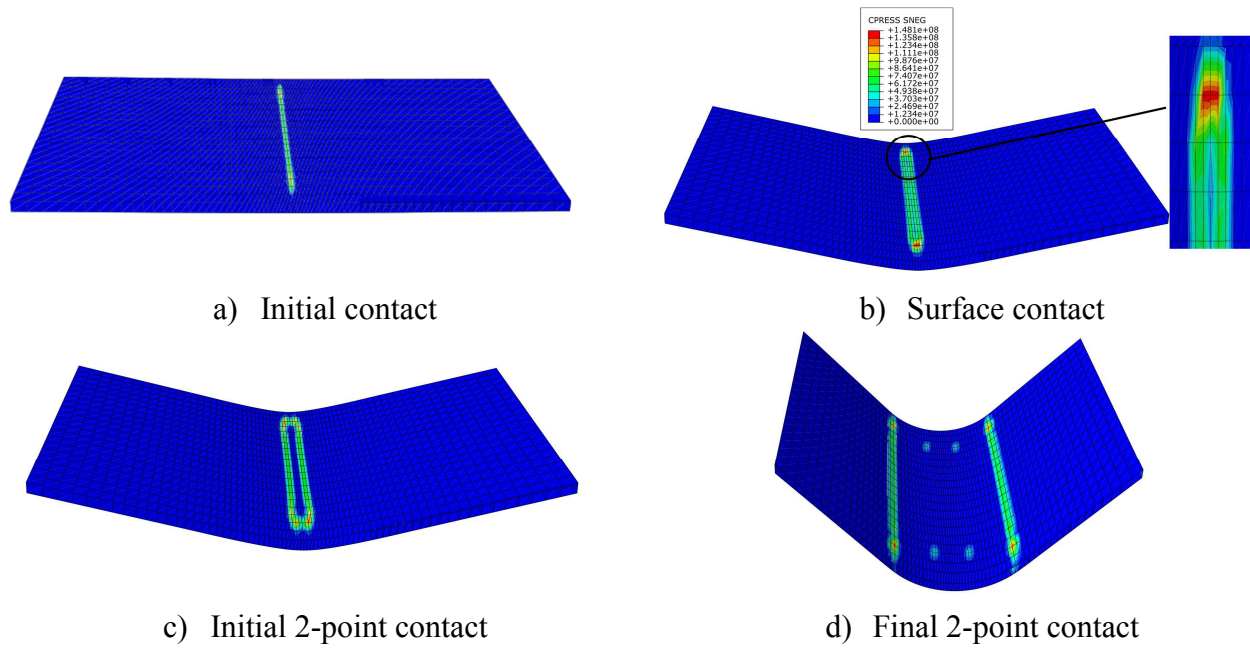 CPRESS SNEG
+1.481e+08
+1.358e+08
+1.234e+08
+1.111e+08
+9.876e+07
+8.641e+07
+7.407e+07
+6.172e+07
+4.938e+07
+3.703e+07
+2.469e+07
+1.234e+07
+0.000e+00
a) Initial contact
b) Surface contact
c) Initial 2-point contact
d) Final 2-point contact